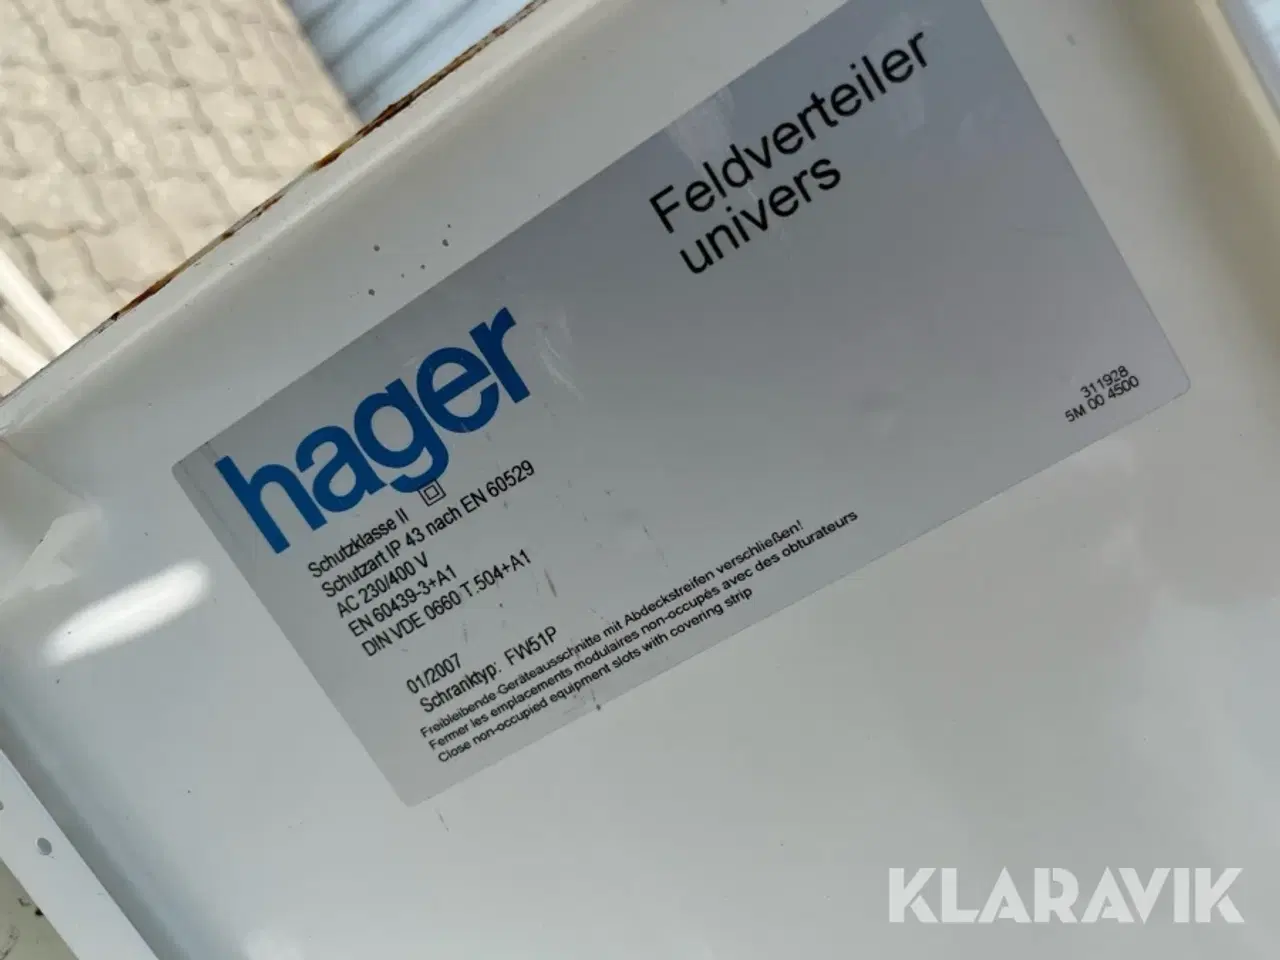 Feldverteiler
univers
hager
Schutzklasse II
Schutzart IP 43 nach EN 60529
AC 230/400 V
EN 60439-3+A1
DIN VDE 0660 T.504+A1
01/2007
Schranktyp: FW51P
Freibleibende Geräteausschnitte mit Abdeckstreifen verschließen!
Fermer les emplacements modulaires non-occupés avec des obturateurs
Close non-occupied equipment slots with covering strip
311928
5M 00 4500
KLARAVIK